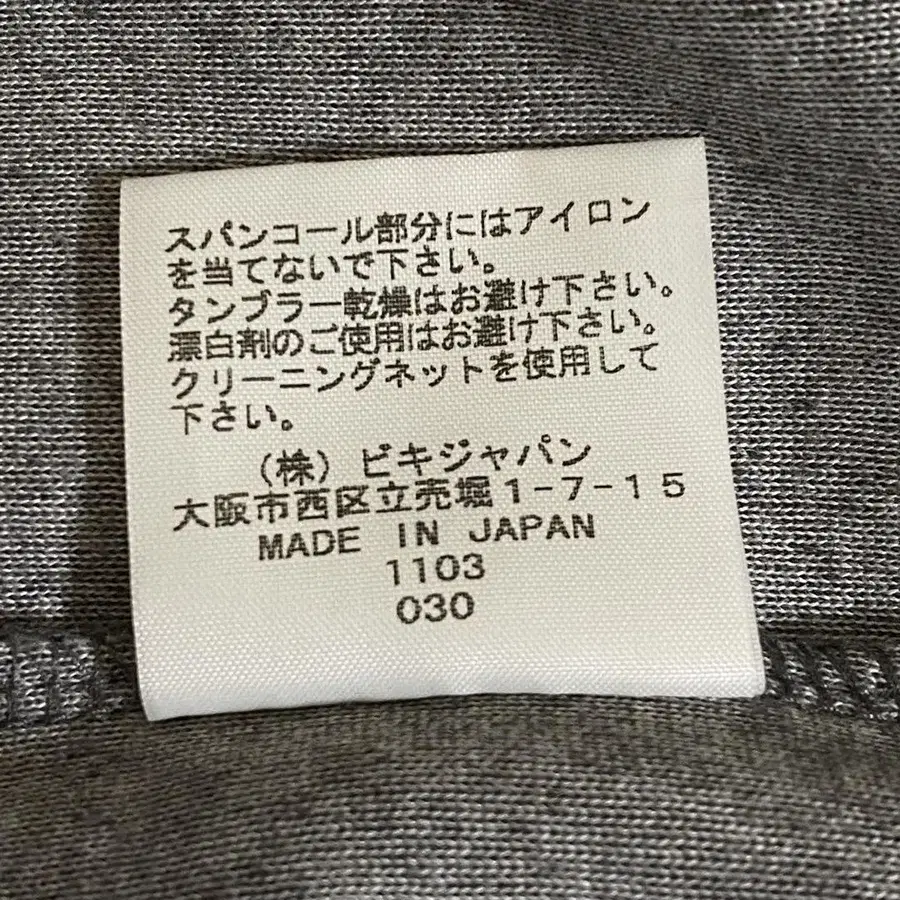 スパンコール部分にはアイロン
を当てないで下さい。
タンブラー乾燥はお避け下さい。
漂白剤のご使用はお避け下さい。
クリーニングネットを使用して
下さい。
(株) ビキジャパン
大阪市西区立売堀1-7-15
MADE IN JAPAN
1103
030